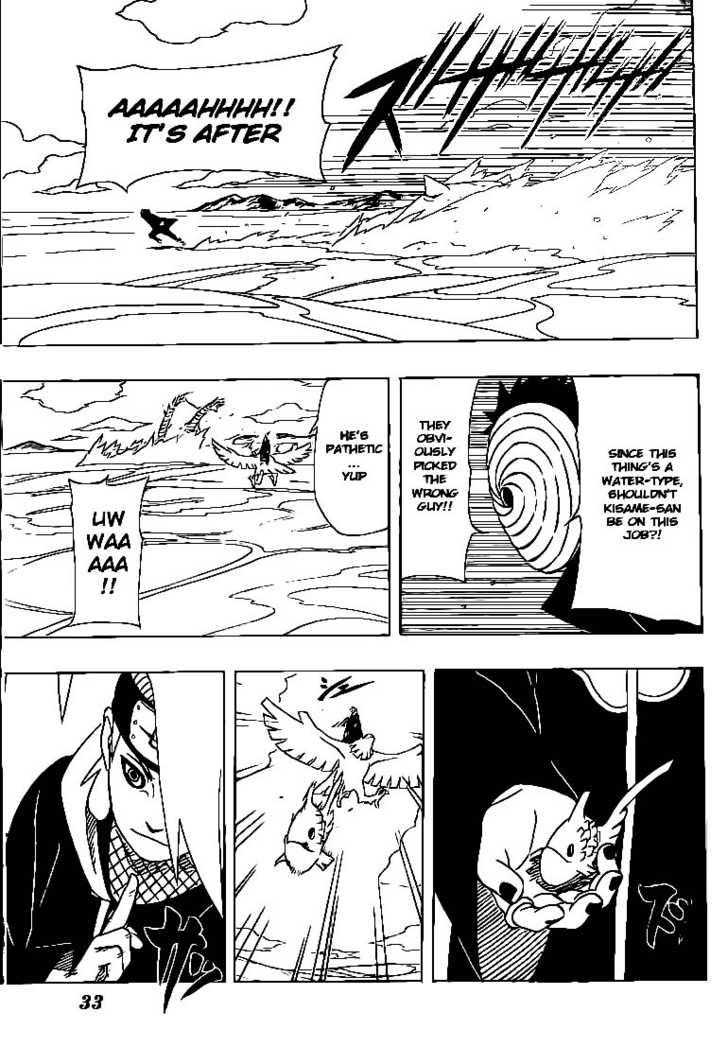 AAAAAHHHH!!
IT'S AFTER
SINCE THIS
THING'S A
WATER-TYPE,
SHOULDN'T
KISAME-SAN
BE ON THIS
JOB?!
THEY
OBVI-
OUSLY
PICKED
THE
WRONG
GUY!!
HE'S
PATHETIC
...
YUP
UW
WAA
AAA
!!
33